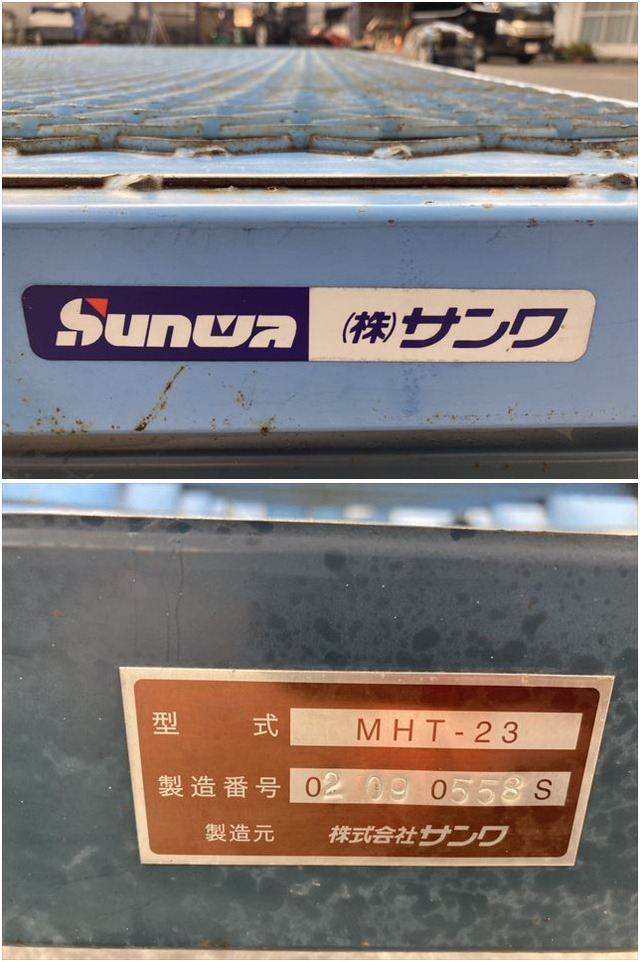 Sunwa ㈱サンワ
型式 MHT-23
製造番号 02 09 0558 S
製造元 株式会社サンワ